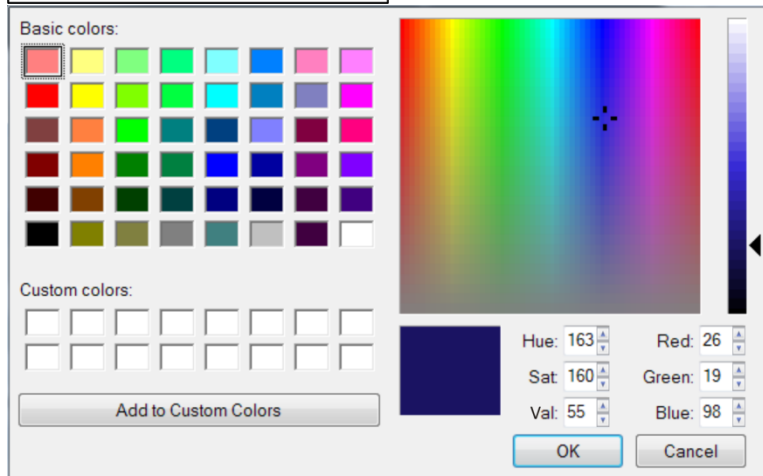 Basic colors:
Custom colors:
Add to Custom Colors
Hue: 163 Red: 26
Sat: 160 Green: 19
Val: 55 Blue: 98
OK Cancel